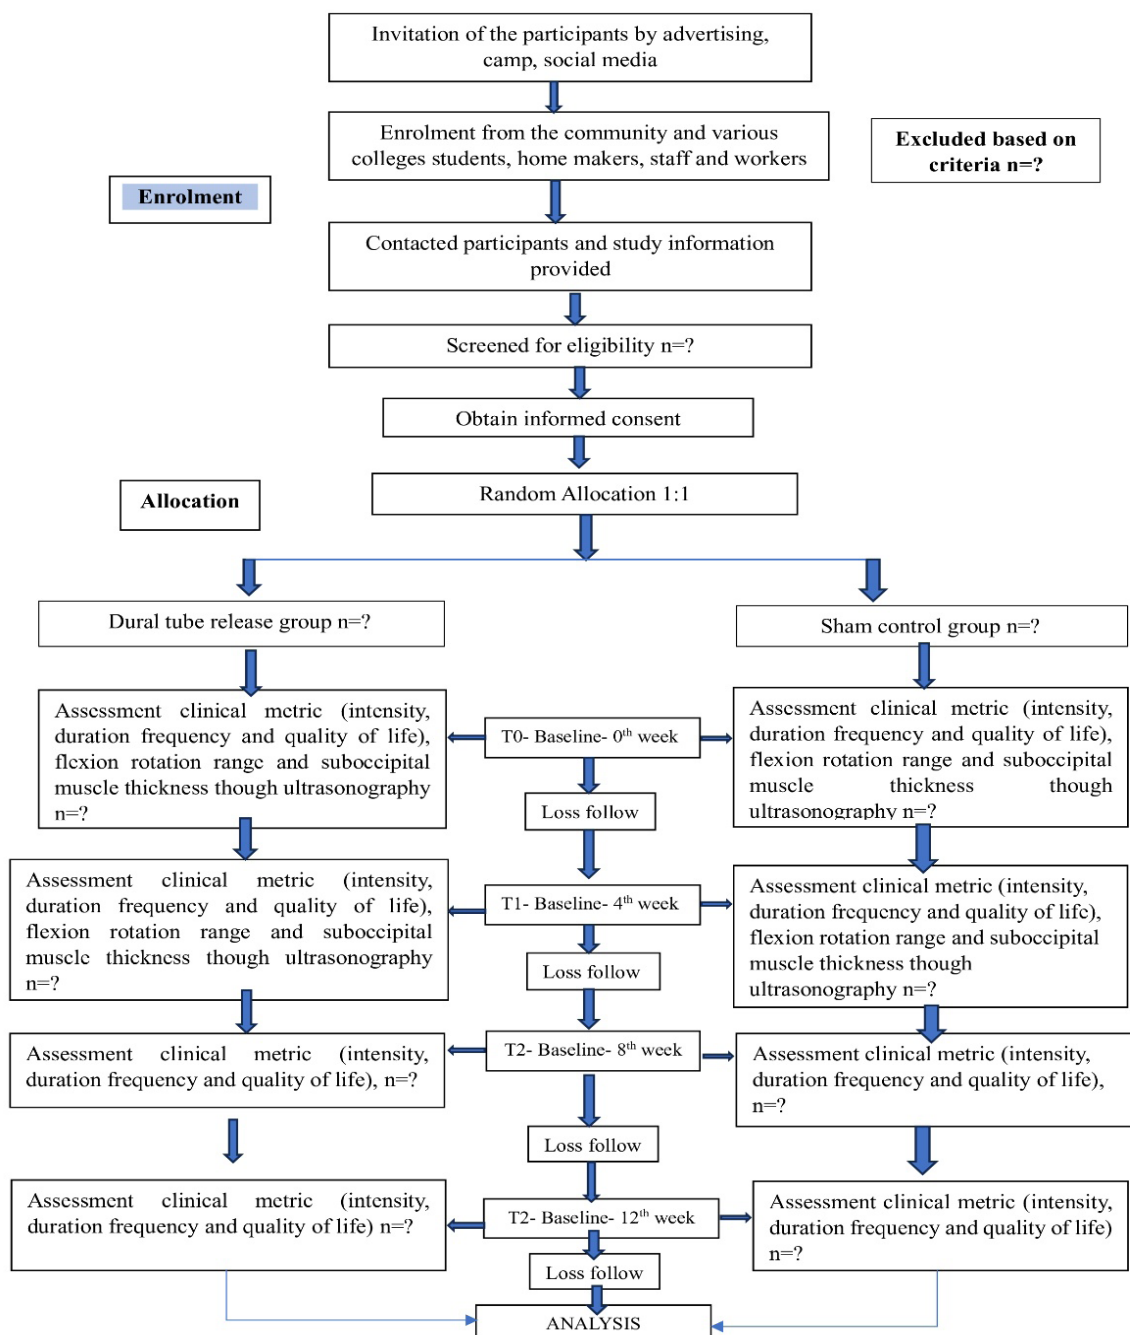 Invitation of the participants by advertising,
camp, social media
Enrolment from the community and various
colleges students, home makers, staff and workers
Excluded based on
criteria n=?
Enrolment
Contacted participants and study information
provided
Screened for eligibility n=?
Obtain informed consent
Allocation
Random Allocation 1:1
Dural tube release group n=?
Sham control group n=?
Assessment clinical metric (intensity,
duration frequency and quality of life),
flexion rotation range and suboccipital
muscle thickness though ultrasonography
n=?
T0- Baseline- 0th week
Assessment clinical metric (intensity,
duration frequency and quality of life),
flexion rotation range and suboccipital
muscle thickness though
ultrasonography n=?
Loss follow
Assessment clinical metric (intensity,
duration frequency and quality of life),
flexion rotation range and suboccipital
muscle thickness though ultrasonography
n=?
T1- Baseline- 4th week
Assessment clinical metric (intensity,
duration frequency and quality of life),
flexion rotation range and suboccipital
muscle thickness though
ultrasonography n=?
Loss follow
Assessment clinical metric (intensity,
duration frequency and quality of life), n=?
T2- Baseline- 8th week
Assessment clinical metric (intensity,
duration frequency and quality of life),
n=?
Loss follow
Assessment clinical metric (intensity,
duration frequency and quality of life) n=?
T2- Baseline- 12th week
Assessment clinical metric (intensity,
duration frequency and quality of life)
n=?
Loss follow
ANALYSIS